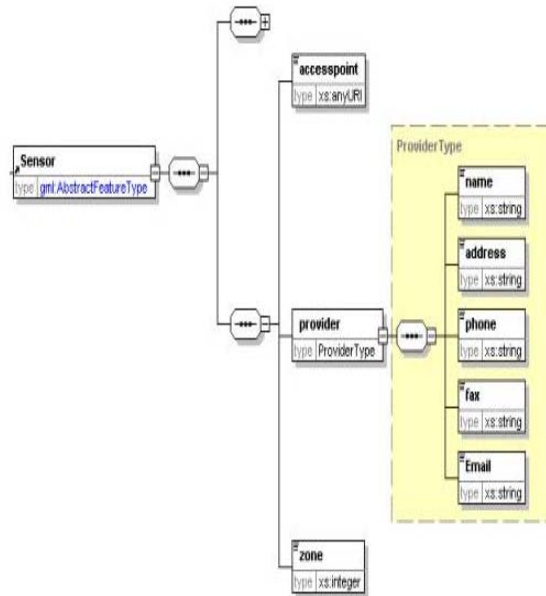 accesspoint
type xs:anyURI
Sensor
type gml:AbstractFeatureType
provider
type ProviderType
ProviderType
name
type xs:string
address
type xs:string
phone
type xs:string
fax
type xs:string
Email
type xs:string
zone
type xs:integer